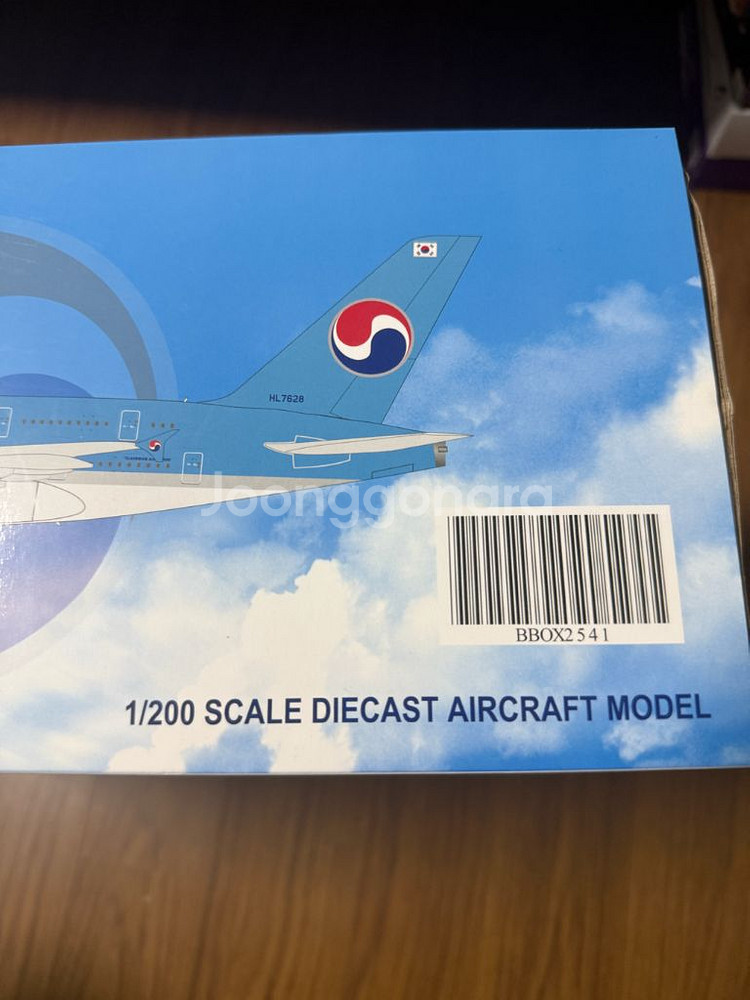 HL7628
Joonggonara
BBOX2541
1/200 SCALE DIECAST AIRCRAFT MODEL